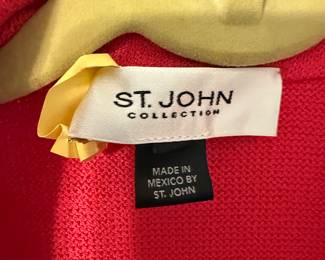 ST. JOHN
COLLECTION
MADE IN
MEXICO BY
ST. JOHN